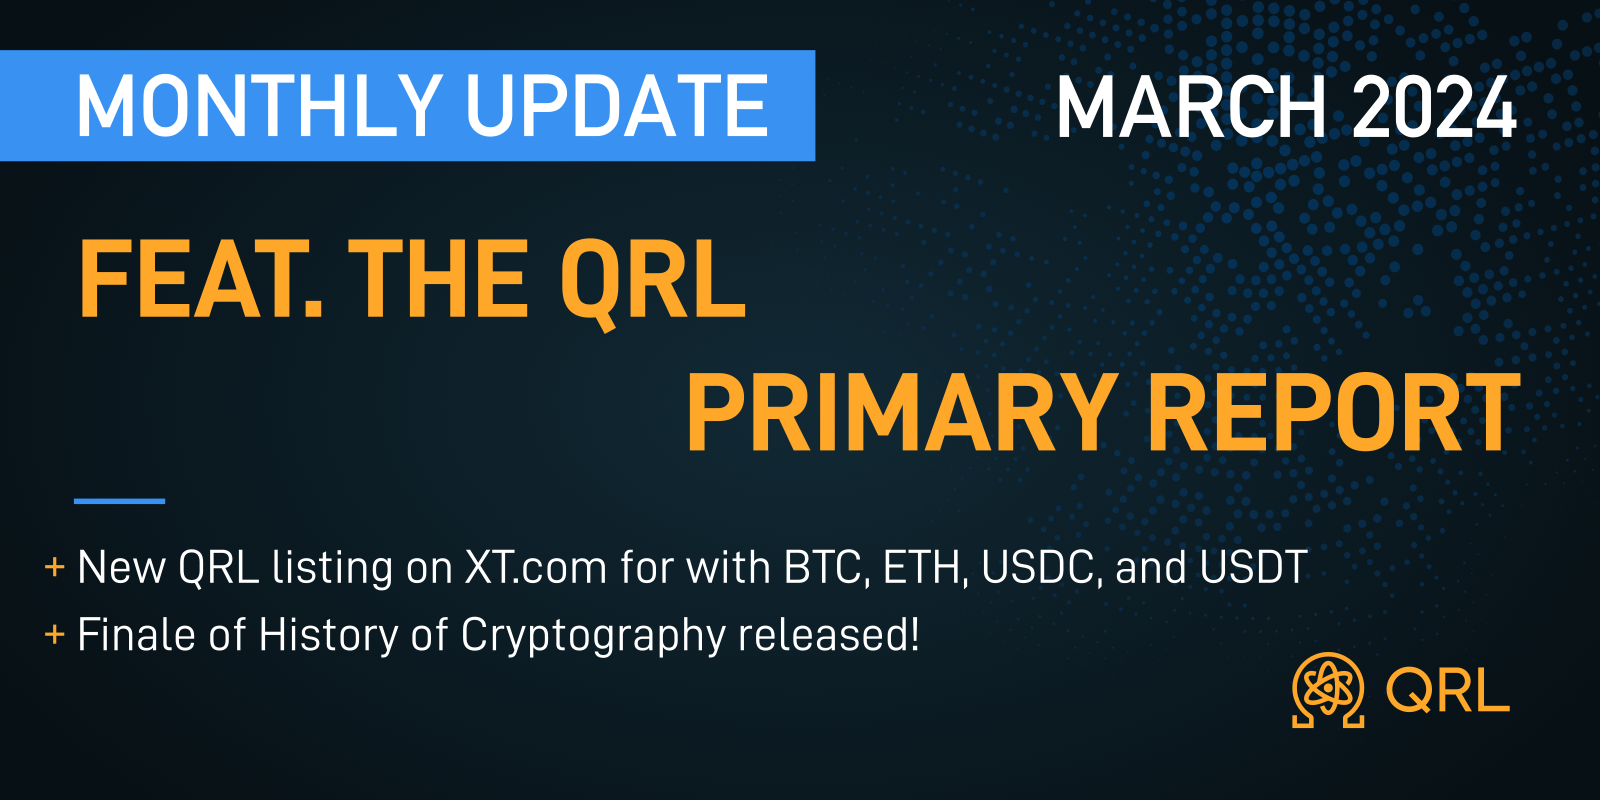 MONTHLY UPDATE
MARCH 2024
FEAT. THE QRL
PRIMARY REPORT
+ New QRL listing on XT.com for with BTC, ETH, USDC, and USDT
+ Finale of History of Cryptography released!
QRL